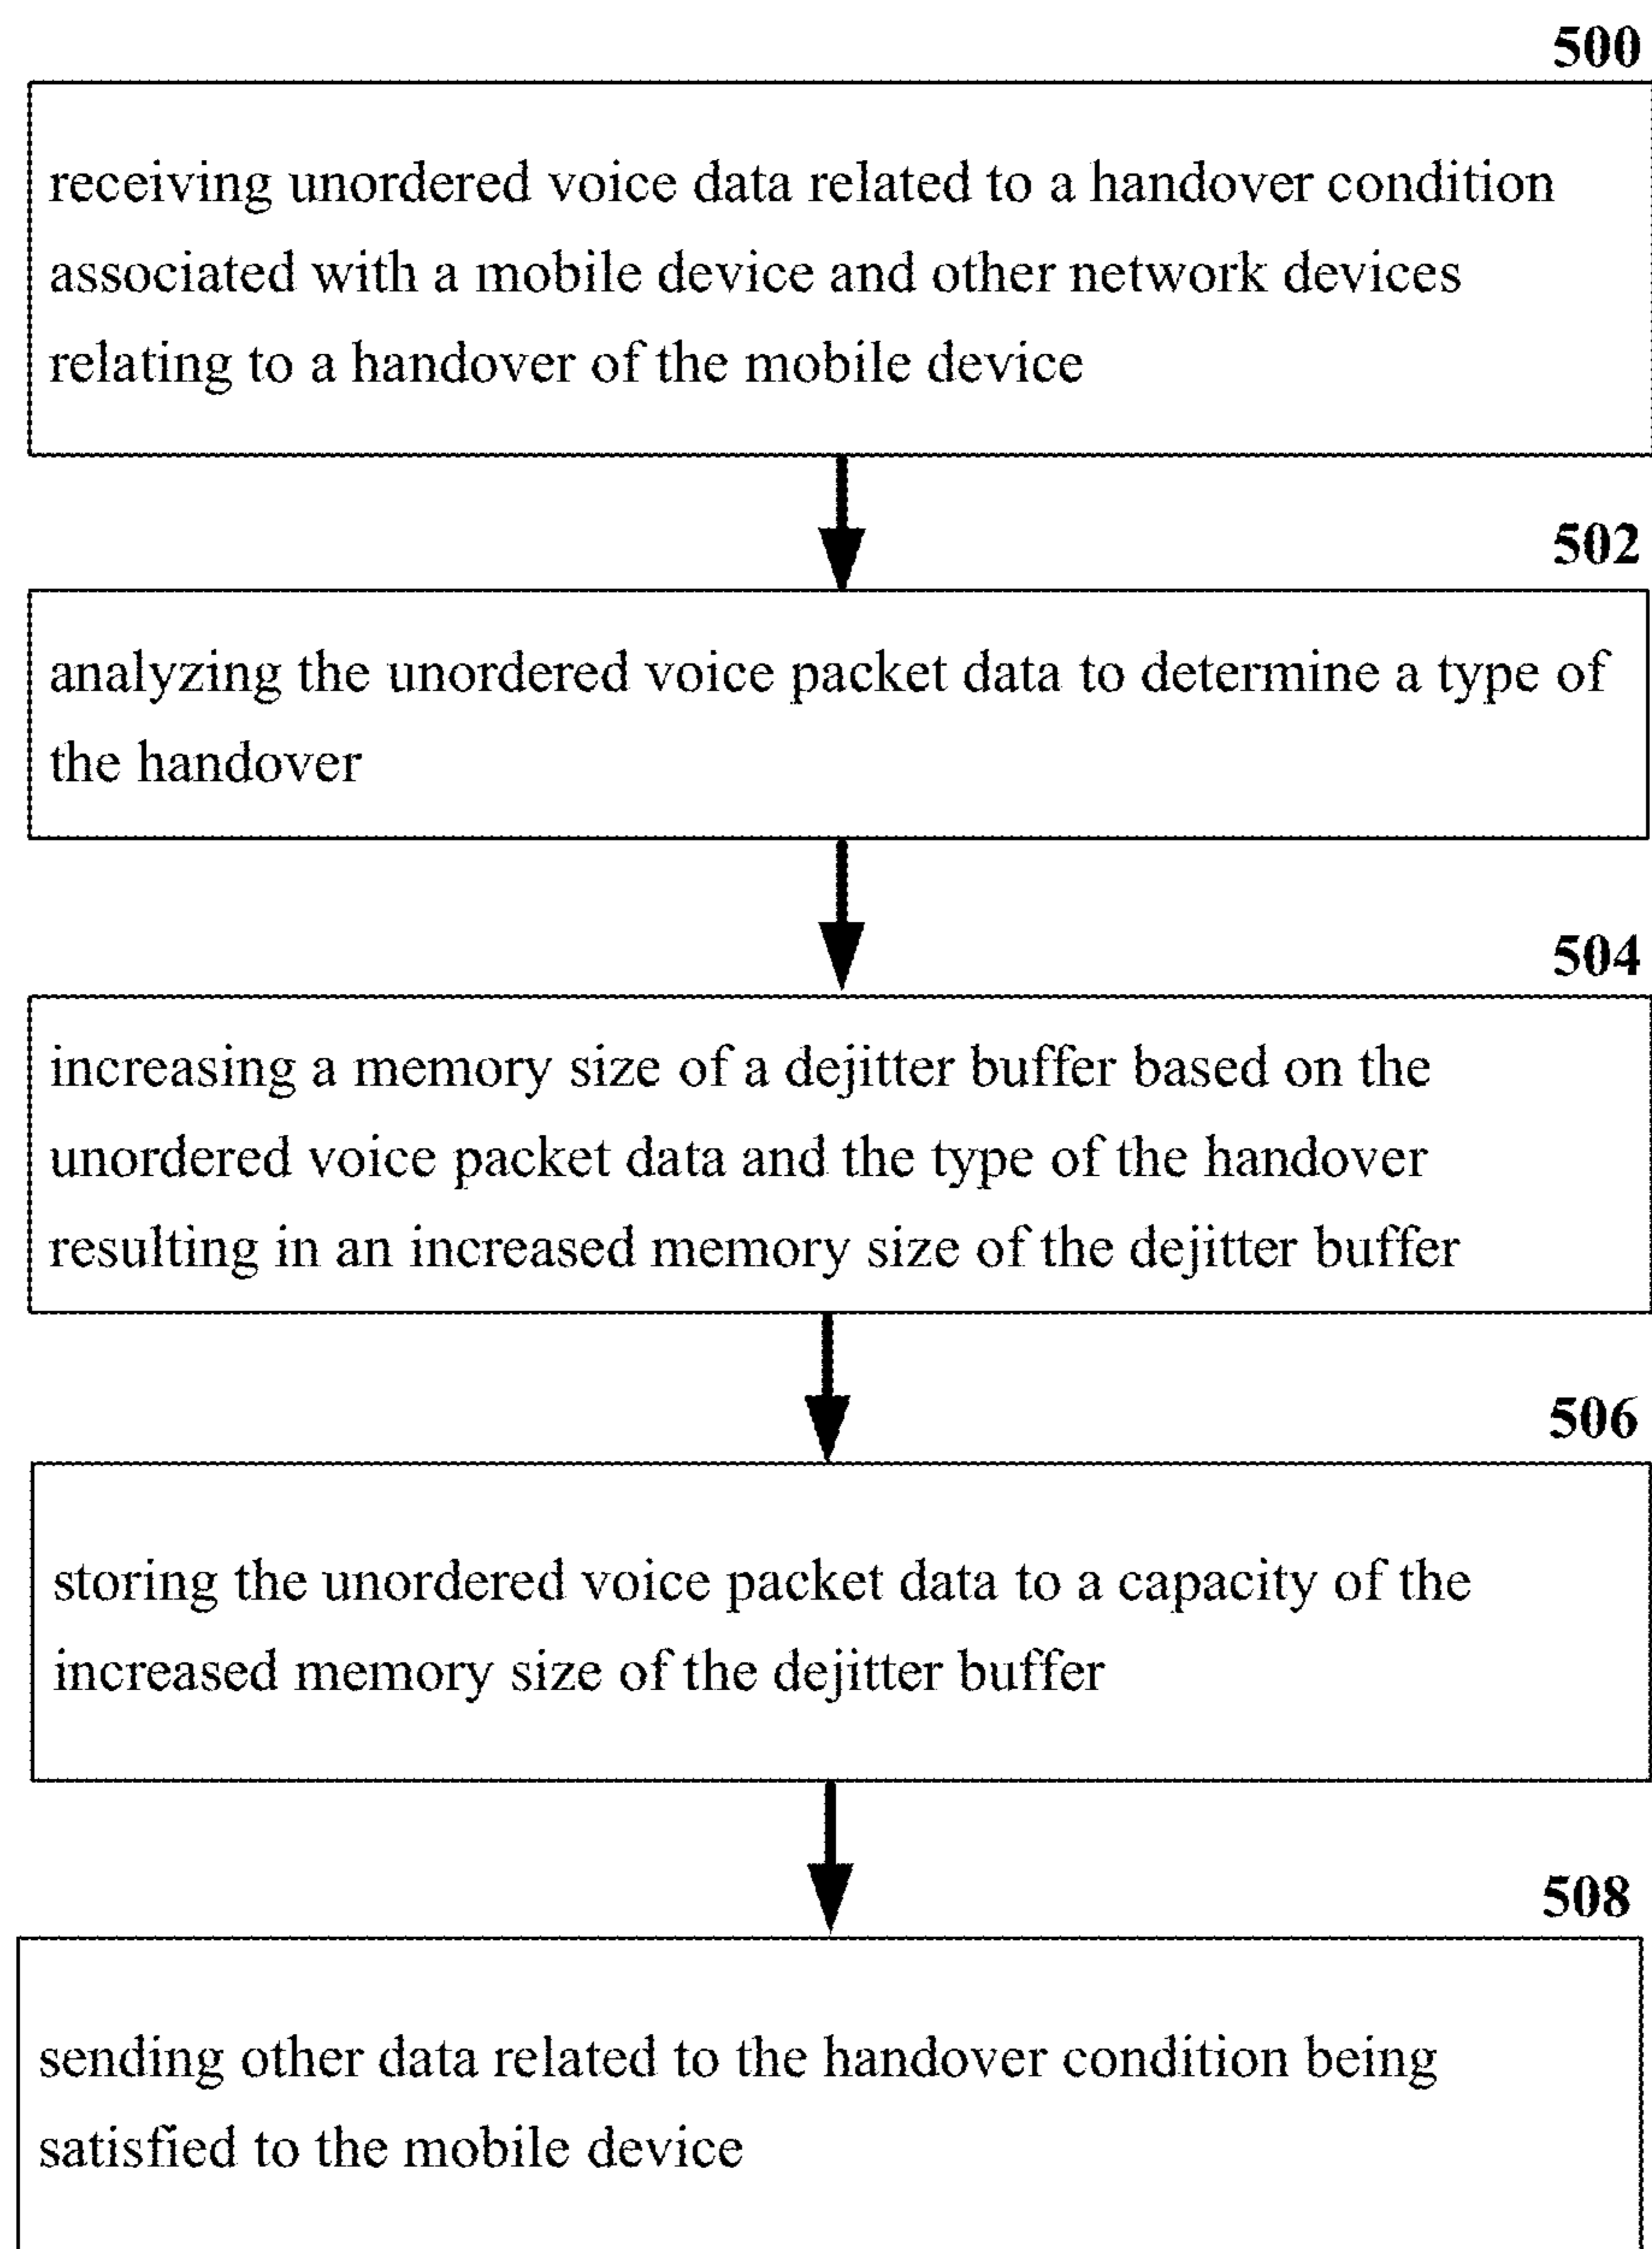 500
receiving unordered voice data related to a handover condition
associated with a mobile device and other network devices
relating to a handover of the mobile device
502
analyzing the unordered voice packet data to determine a type of
the handover
504
increasing a memory size of a dejitter buffer based on the
unordered voice packet data and the type of the handover
resulting in an increased memory size of the dejitter buffer
506
storing the unordered voice packet data to a capacity of the
increased memory size of the dejitter buffer
508
sending other data related to the handover condition being
satisfied to the mobile device